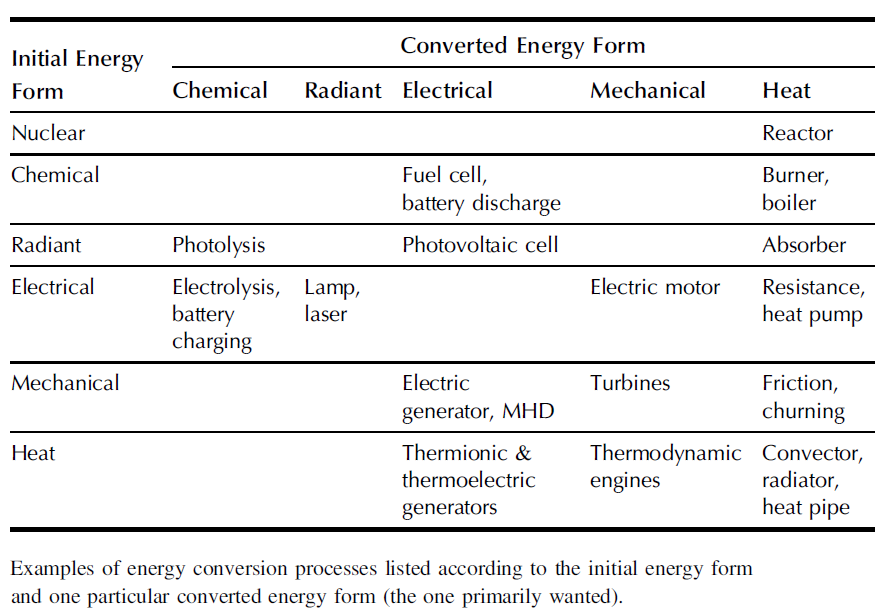 Converted Energy Form
Initial Energy
Form Chemical Radiant Electrical Mechanical Heat
Nuclear Reactor
Chemical Fuel cell, Burner,
battery discharge boiler
Radiant Photolysis Photovoltaic cell Absorber
Electrical Electrolysis, Lamp, Electric motor Resistance,
battery laser heat pump
charging
Mechanical Electric Turbines Friction,
generator, MHD churning
Heat Thermionic & Thermodynamic Convector,
thermoelectric engines radiator,
generators heat pipe
Examples of energy conversion processes listed according to the initial energy form
and one particular converted energy form (the one primarily wanted).